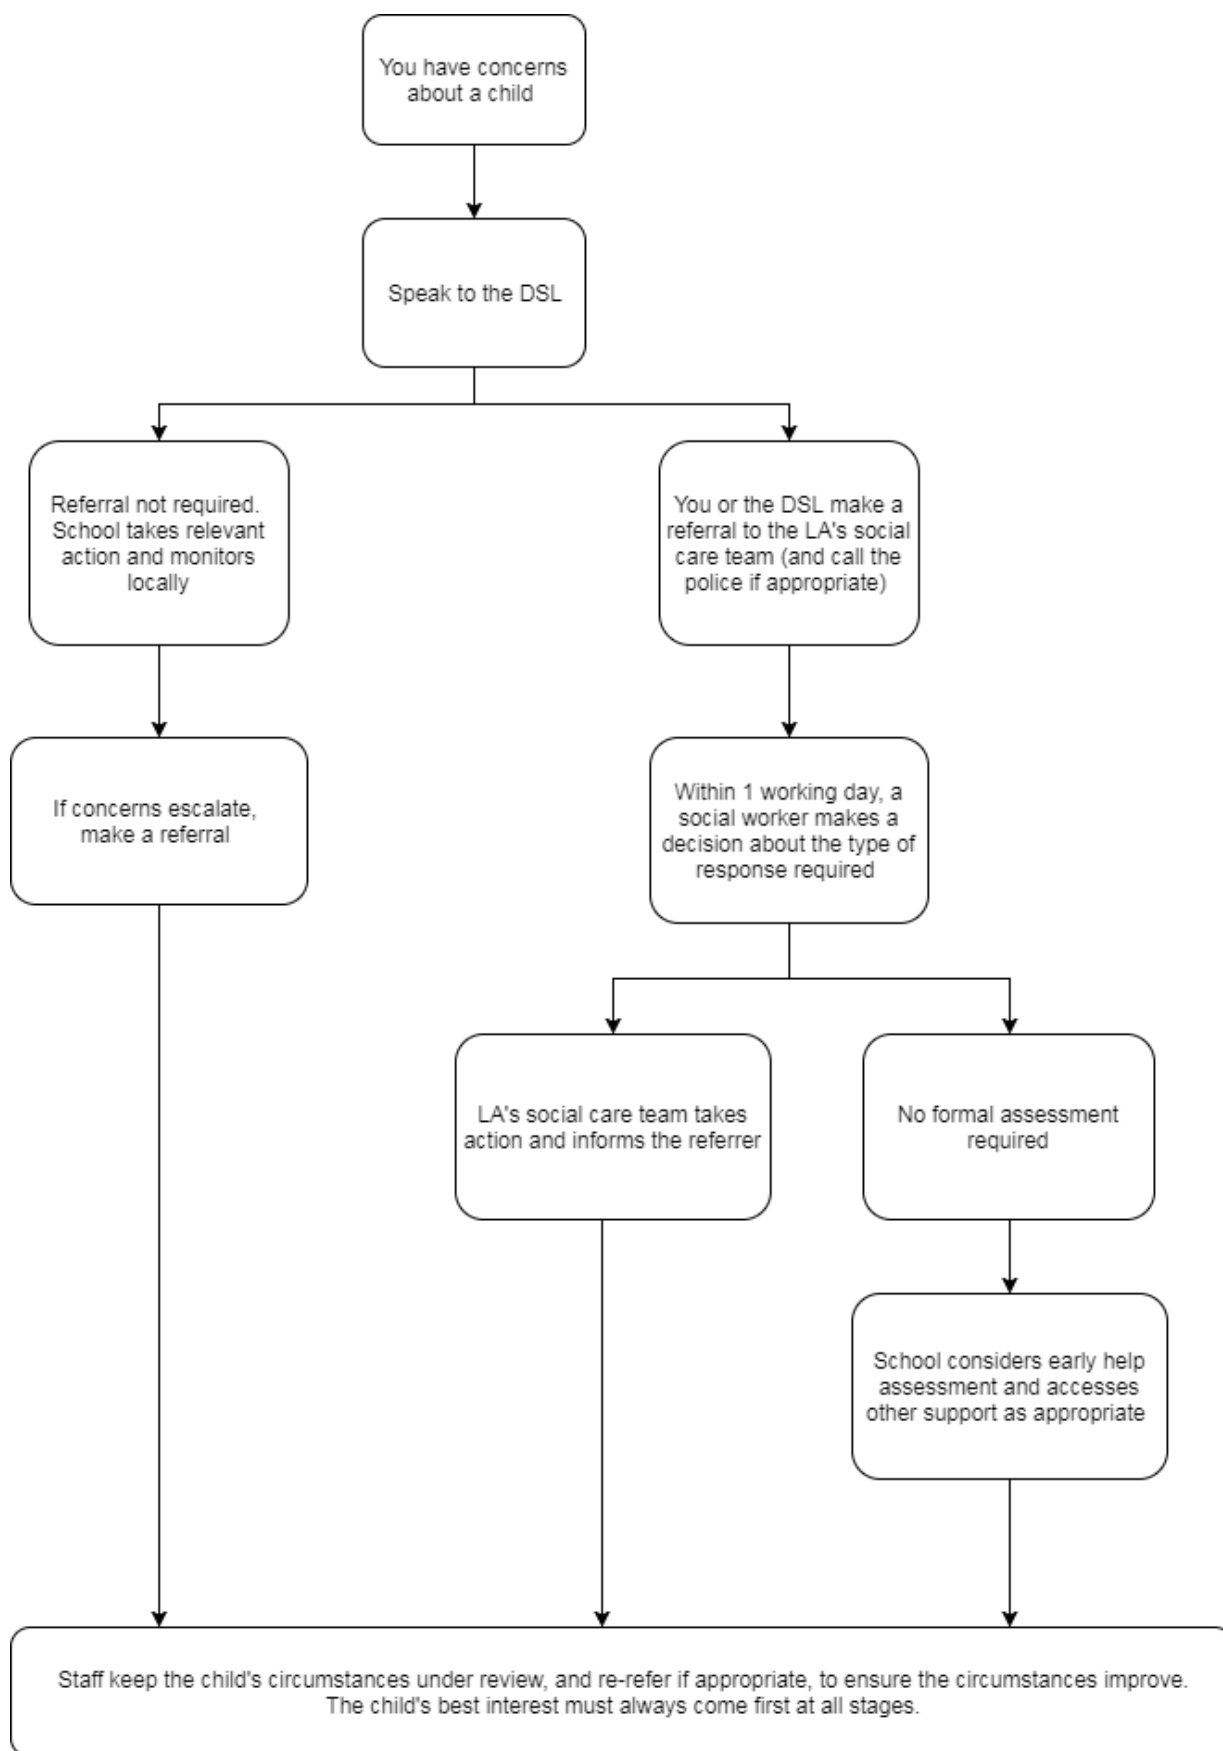 You have concerns
about a child
Speak to the DSL
Referral not required.
School takes relevant
action and monitors
locally
You or the DSL make a
referral to the LA's social
care team (and call the
police if appropriate)
If concerns escalate,
make a referral
Within 1 working day, a
social worker makes a
decision about the type of
response required
LA's social care team takes
action and informs the referrer
No formal assessment
required
School considers early help
assessment and accesses
other support as appropriate
Staff keep the child's circumstances under review, and re-refer if appropriate, to ensure the circumstances improve.
The child's best interest must always come first at all stages.